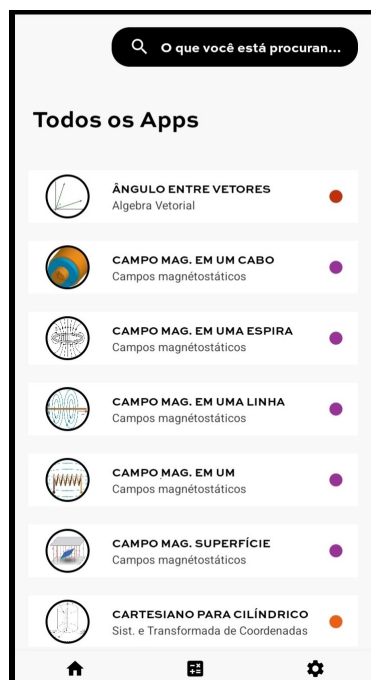 O que você está procuran...
Todos os Apps
ÂNGULO ENTRE VETORES
Algebra Vetorial
CAMPO MAG. EM UM CABO
Campos magnétostáticos
CAMPO MAG. EM UMA ESPIRA
Campos magnétostáticos
CAMPO MAG. EM UMA LINHA
Campos magnétostáticos
CAMPO MAG. EM UM
Campos magnétostáticos
CAMPO MAG. SUPERFÍCIE
Campos magnétostáticos
CARTESIANO PARA CILÍNDRICO
Sist. e Transformada de Coordenadas